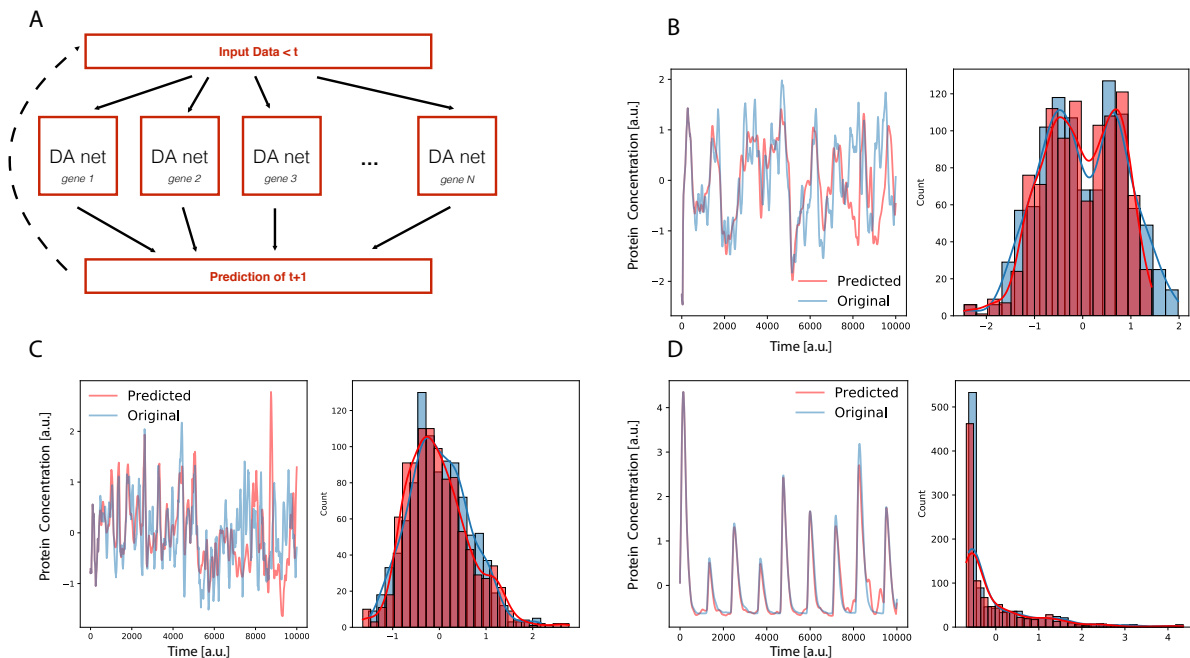 A
Input Data < t
DA net
gene 1
DA net
gene 2
DA net
gene 3
...
DA net
gene N
Prediction of t+1
B
Protein Concentration [a.u.]
2
1
0
−1
−2
Predicted
Original
0
2000
4000
6000
8000
10000
Time [a.u.]
Count
120
100
80
60
40
20
0
−2
−1
0
1
2
C
Protein Concentration [a.u.]
2
1
0
−1
Predicted
Original
0
2000
4000
6000
8000
10000
Time [a.u.]
Count
120
100
80
60
40
20
0
−1
0
1
2
D
Protein Concentration [a.u.]
4
3
2
1
0
Predicted
Original
0
2000
4000
6000
8000
10000
Time [a.u.]
Count
500
400
300
200
100
0
0
1
2
3
4